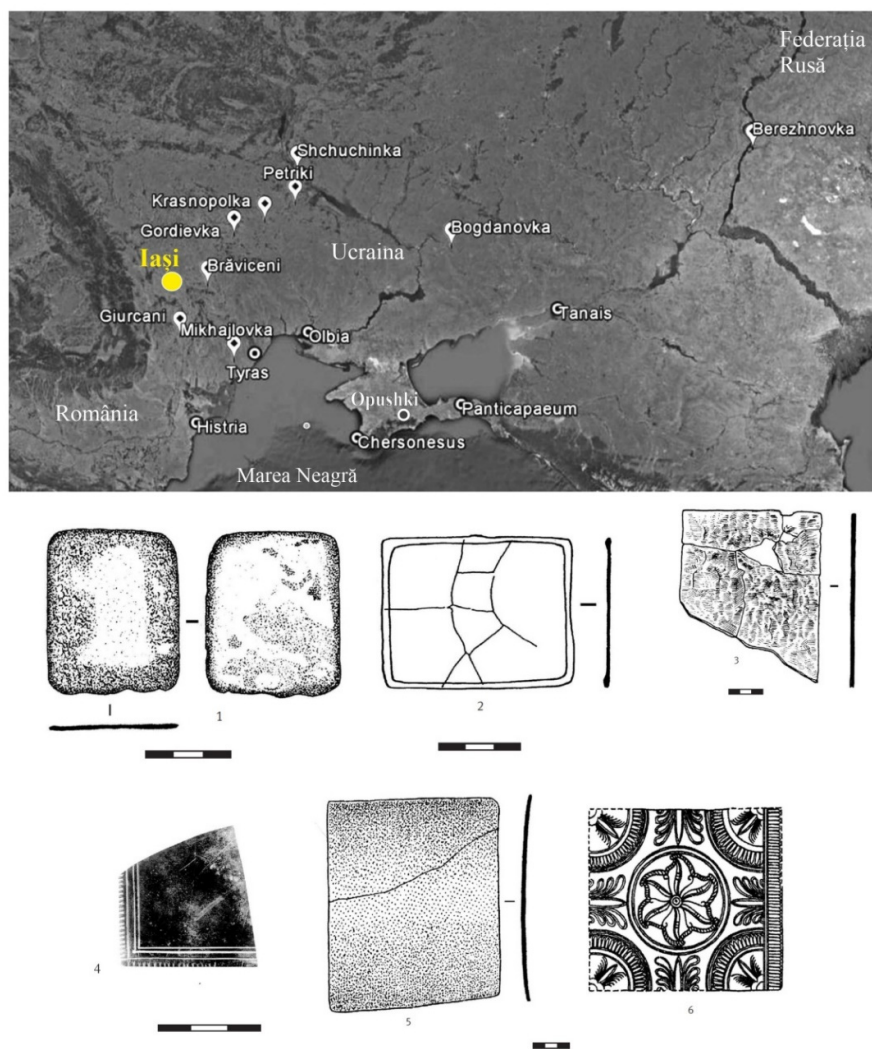 Federația
Rusă
Berezhnovka
Shchuchinka
Petriki
Krasnopolka
Gordievka
Bogdanovka
Ucraina
Iași
Brăviceni
Giurcani
Mikhajlovka
Olbia
Tanais
Tyras
România
Opushki
Panticapaeum
Histria
Chersonesus
Marea Neagră
1
2
3
4
5
6